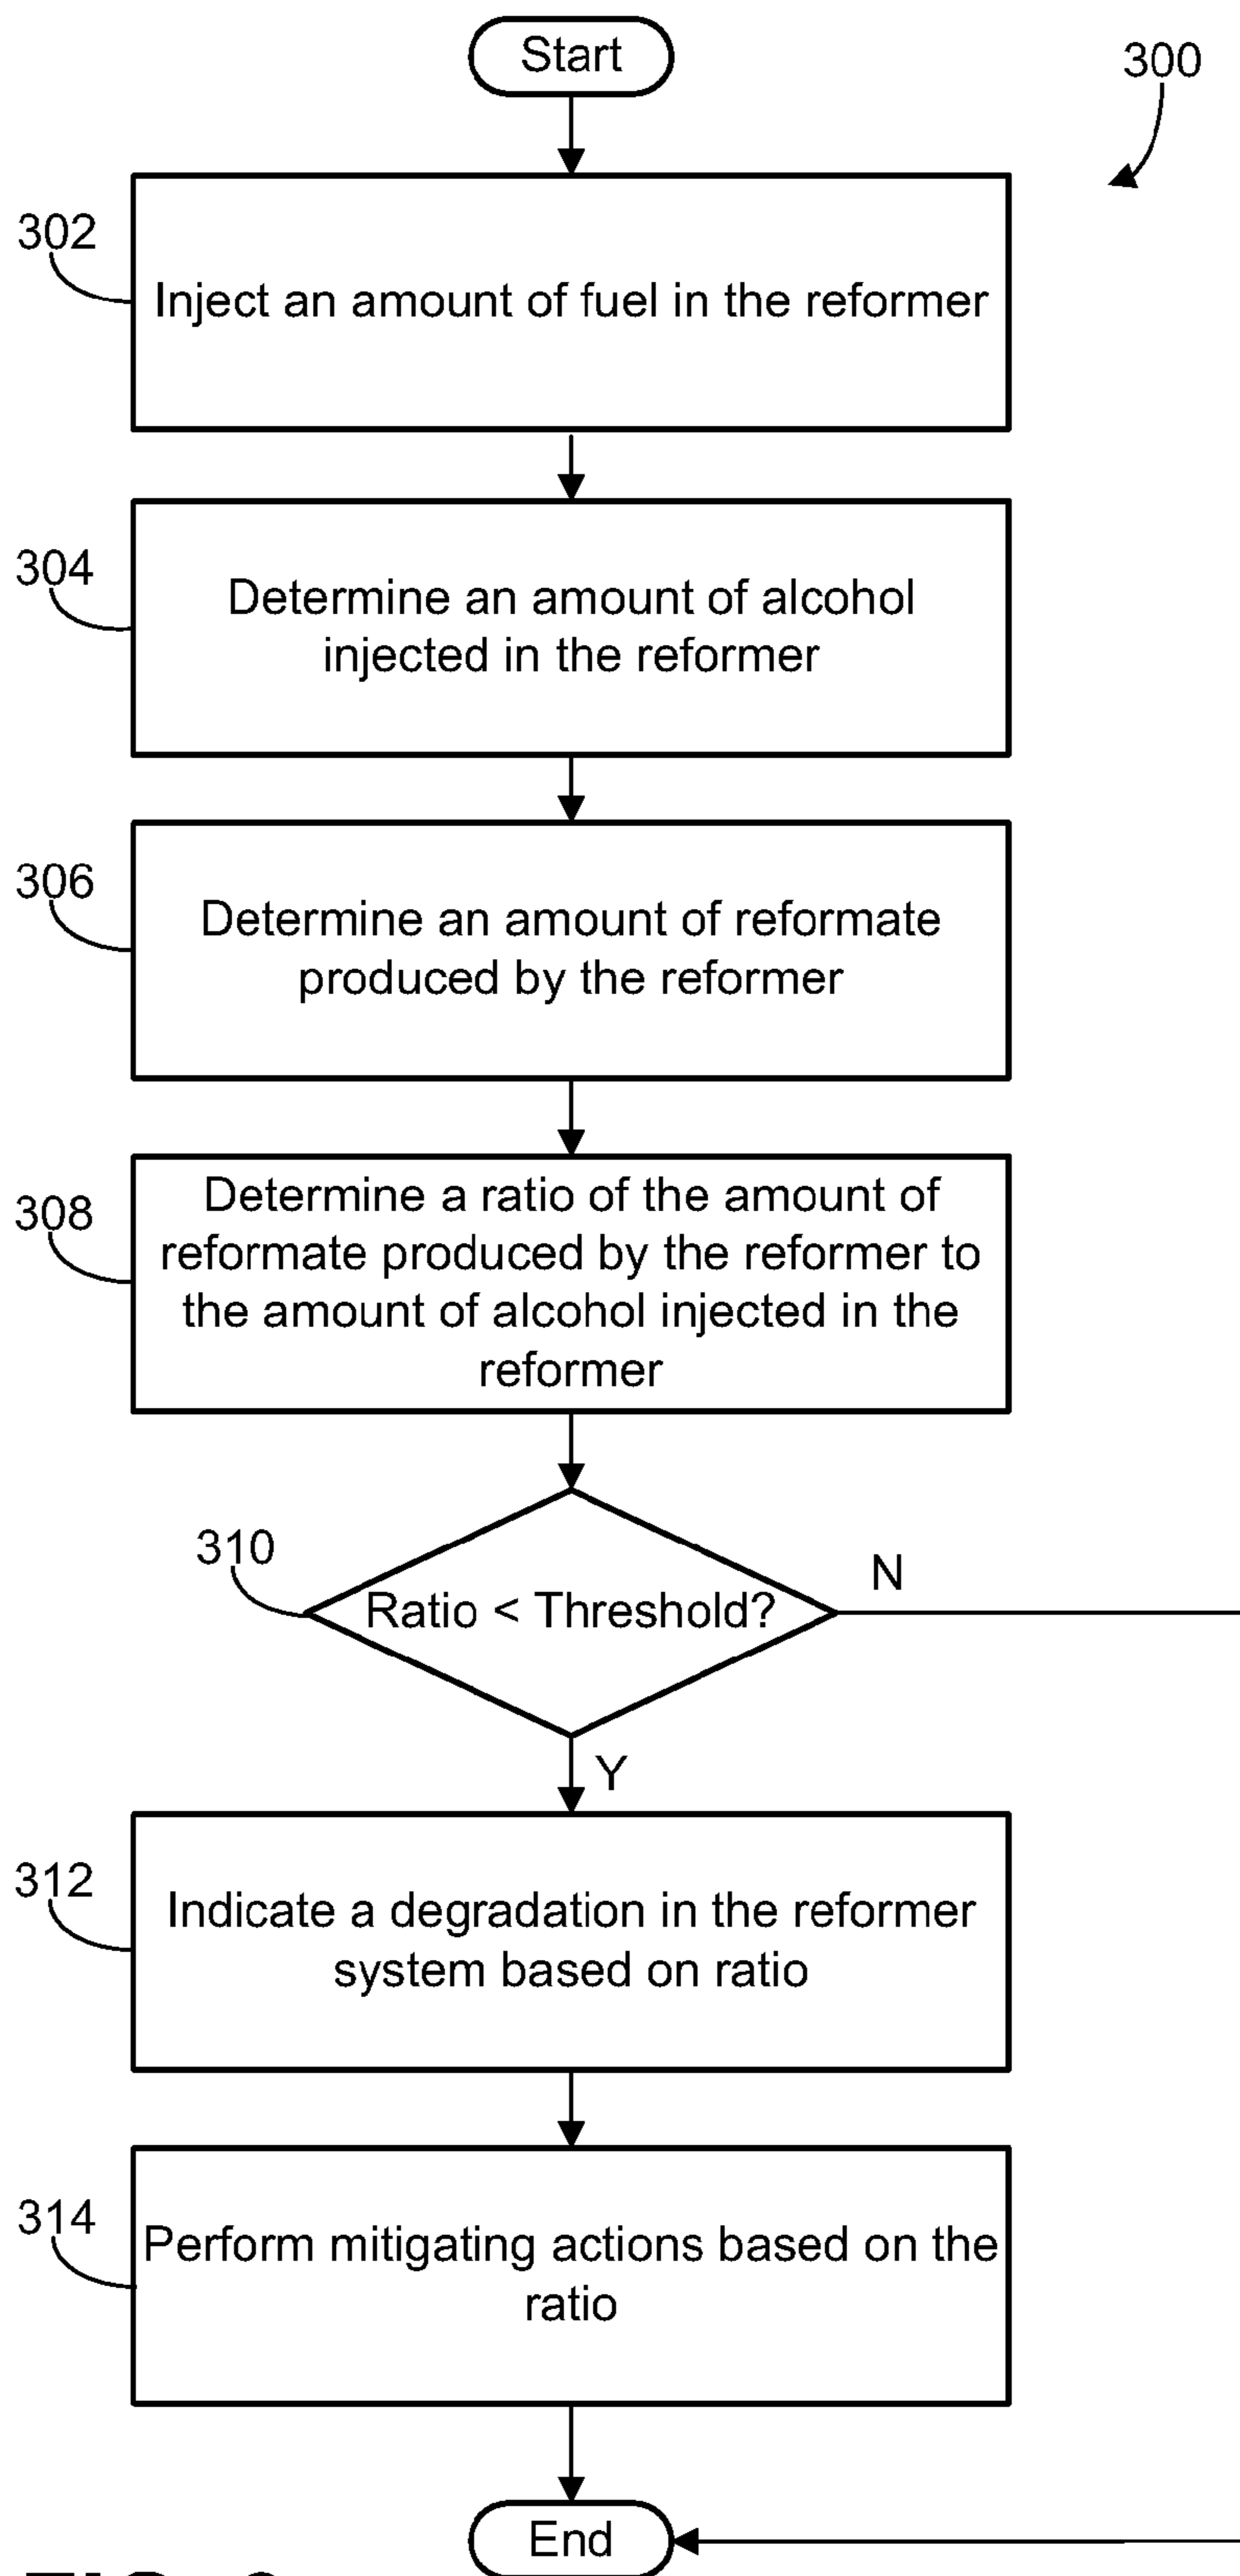 Start
300
302
Inject an amount of fuel in the reformer
304
Determine an amount of alcohol
injected in the reformer
306
Determine an amount of reformate
produced by the reformer
308
Determine a ratio of the amount of
reformate produced by the reformer to
the amount of alcohol injected in the
reformer
310
Ratio < Threshold?
N
Y
312
Indicate a degradation in the reformer
system based on ratio
314
Perform mitigating actions based on the
ratio
End